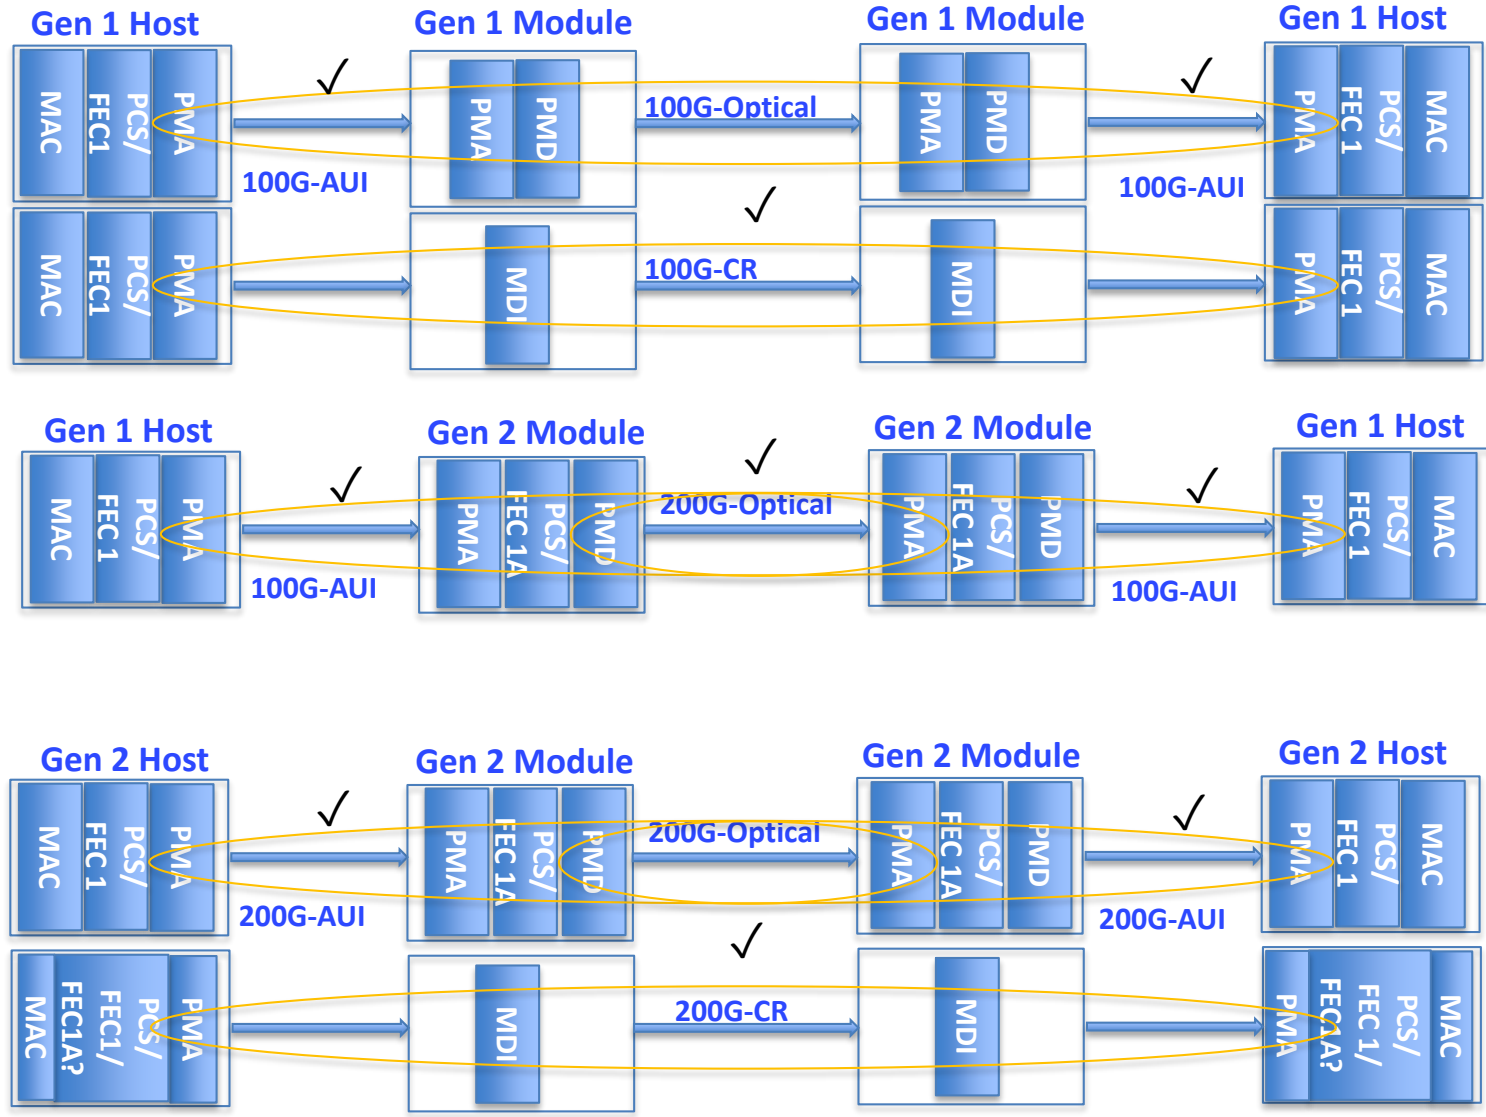 Gen 1 Host
Gen 1 Module
Gen 1 Module
Gen 1 Host
MAC
FEC1
PCS/
PMA
100G-AUI
PMA
PMD
100G-Optical
PMA
PMD
100G-AUI
PMA
FEC 1
PCS/
MAC
MAC
FEC1
PCS/
PMA
MDI
100G-CR
MDI
PMA
FEC 1
PCS/
MAC
Gen 1 Host
Gen 2 Module
Gen 2 Module
Gen 1 Host
MAC
FEC 1
PCS/
PMA
100G-AUI
PMA
FEC 1A
PCS/
PMD
200G-Optical
PMA
FEC 1A
PCS/
PMD
100G-AUI
PMA
FEC 1
PCS/
MAC
Gen 2 Host
Gen 2 Module
Gen 2 Module
Gen 2 Host
MAC
FEC 1
PCS/
PMA
200G-AUI
PMA
FEC 1A
PCS/
PMD
200G-Optical
PMA
FEC 1A
PCS/
PMD
200G-AUI
PMA
FEC 1
PCS/
MAC
MAC
FEC1A?
FEC1/
PCS/
PMA
MDI
200G-CR
MDI
PMA
FEC1A?
FEC 1/
PCS/
MAC